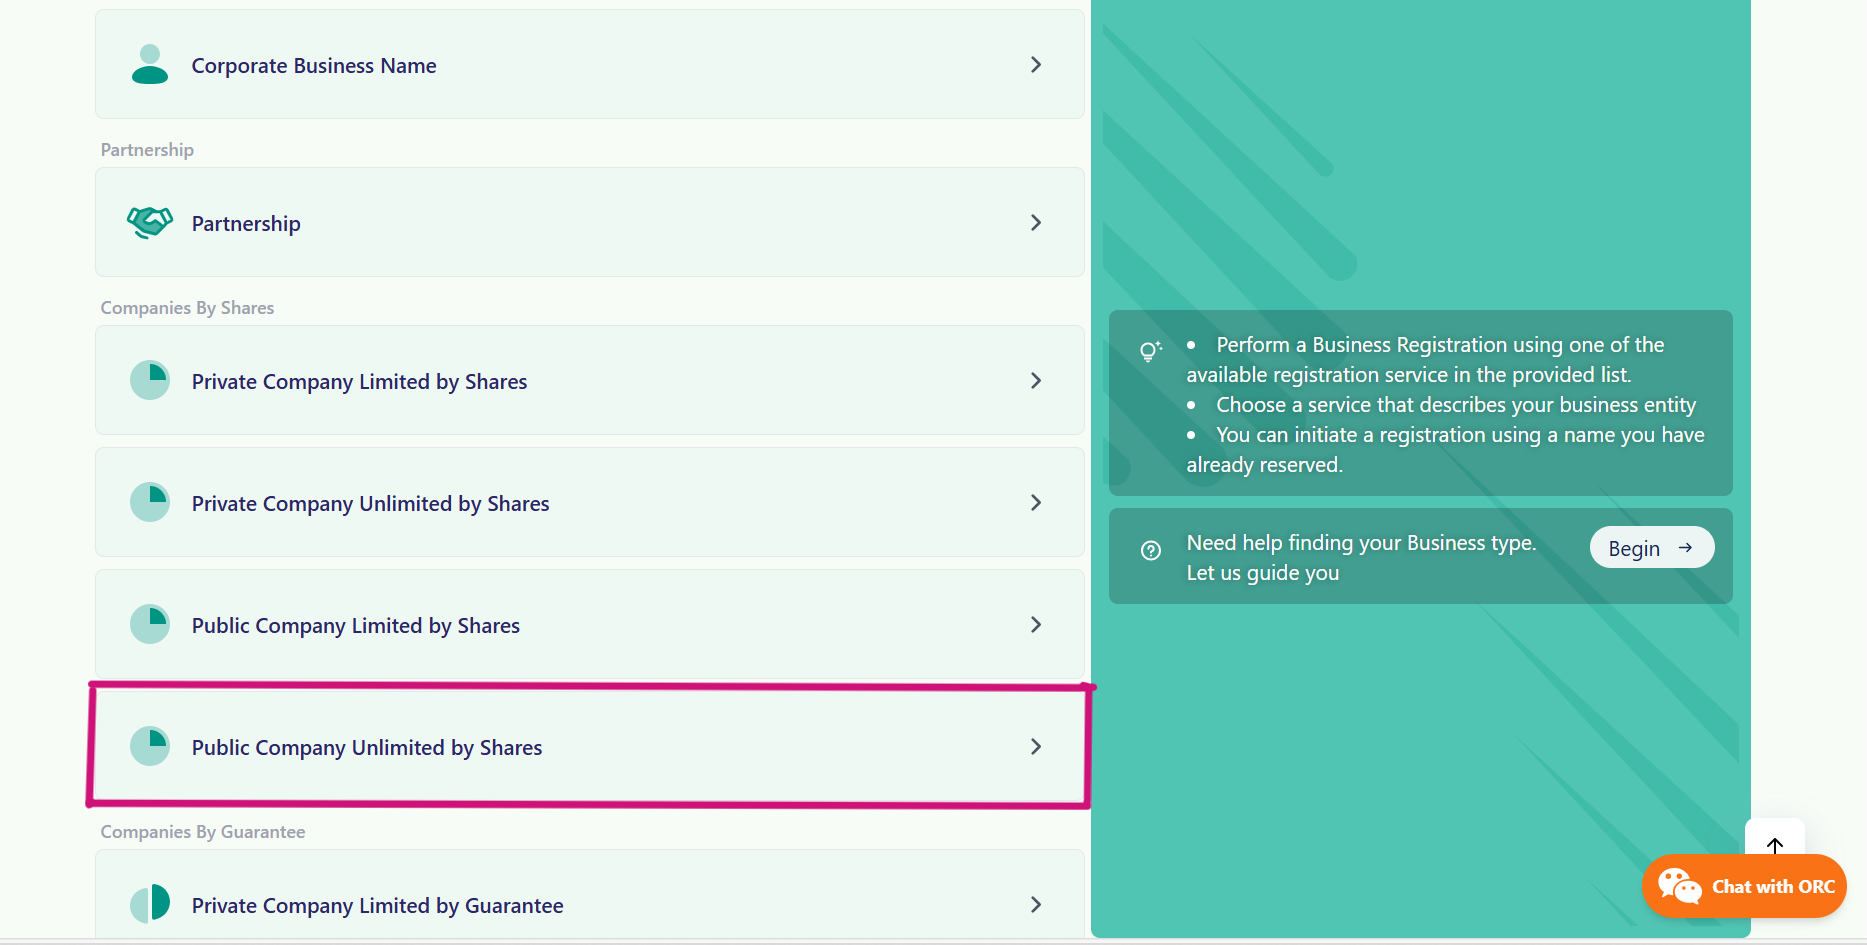 Corporate Business Name
Partnership
Partnership
Companies By Shares
Private Company Limited by Shares
Private Company Unlimited by Shares
Public Company Limited by Shares
Public Company Unlimited by Shares
Companies By Guarantee
Private Company Limited by Guarantee
• Perform a Business Registration using one of the
available registration service in the provided list.
• Choose a service that describes your business entity
• You can initiate a registration using a name you have
already reserved.
Need help finding your Business type.
Let us guide you
Begin →
Chat with ORC